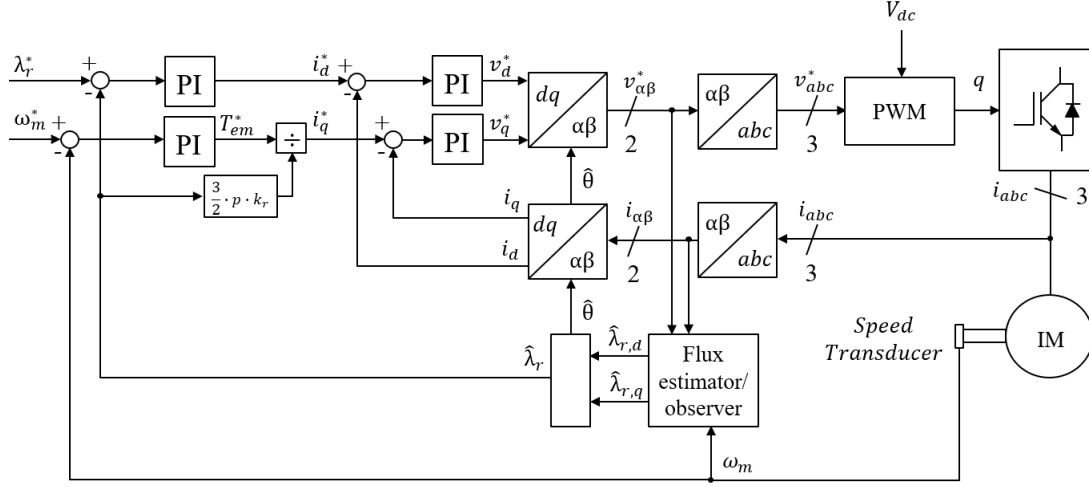 V_dc
λ_r^*
+
-
PI
i_d^*
+
-
PI
v_d^*
dq
αβ
v_αβ^*
2
αβ
abc
v_abc^*
3
PWM
q
ω_m^*
+
-
PI
T_em^*
÷
i_q^*
+
-
PI
v_q^*
3/2 · p · k_r
θ̂
i_q
i_d
dq
αβ
i_αβ
2
αβ
abc
i_abc
3
i_abc
3
θ̂
λ̂_r
λ̂_r,d
λ̂_r,q
Flux
estimator/
observer
Speed
Transducer
IM
ω_m